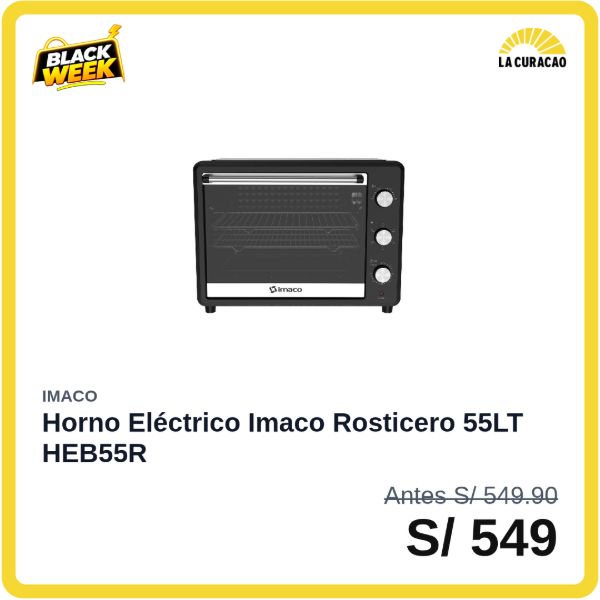 BLACK
WEEK
LA CURACAO
imaco
IMACO
Horno Eléctrico Imaco Rosticero 55LT
HEB55R
Antes S/ 549.90
S/ 549